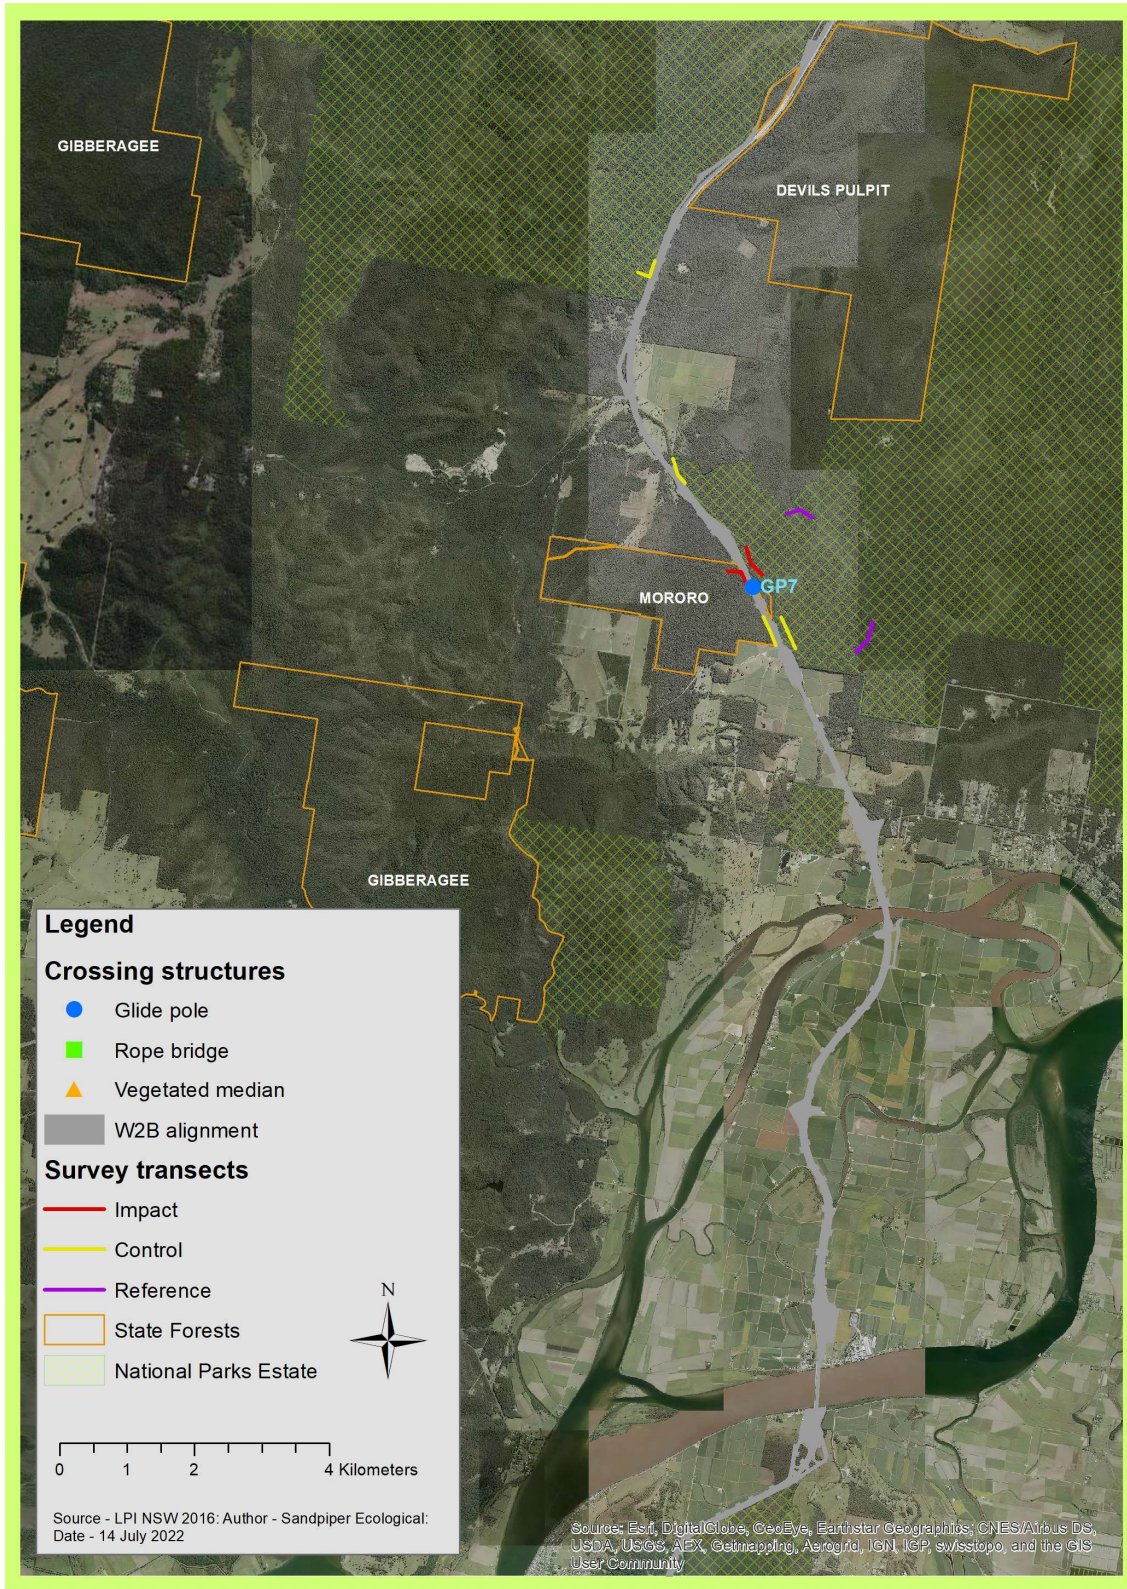 GIBBERAGEE
DEVILS PULPIT
GP7
MORORO
GIBBERAGEE
Legend
Crossing structures
Glide pole
Rope bridge
Vegetated median
W2B alignment
Survey transects
Impact
Control
Reference
N
State Forests
National Parks Estate
0 1 2 4 Kilometers
Source - LPI NSW 2016: Author - Sandpiper Ecological:
Date - 14 July 2022
Source: Esri, DigitalGlobe, GeoEye, Earthstar Geographics, CNES/Airbus DS,
USDA, USGS, AEX, Getmapping, Aerogrid, IGN, IGP, swisstopo, and the GIS
User Community